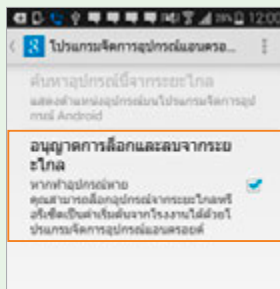 12:00
โปรแกรมจัดการอุปกรณ์แอนดรอ...
ค้นหาอุปกรณ์นี้จากระยะไกล
แสดงตำแหน่งอุปกรณ์บนโปรแกรมจัดการอุป
กรณ์ Android
อนุญาตการล็อกและลบจากระย
ะไกล
หากทำอุปกรณ์หาย
คุณสามารถล็อกอุปกรณ์จากระยะไกลหรื
อรีเซ็ตเป็นค่าเริ่มต้นจากโรงงานได้ด้วยโ
ปรแกรมจัดการอุปกรณ์แอนดรอยด์